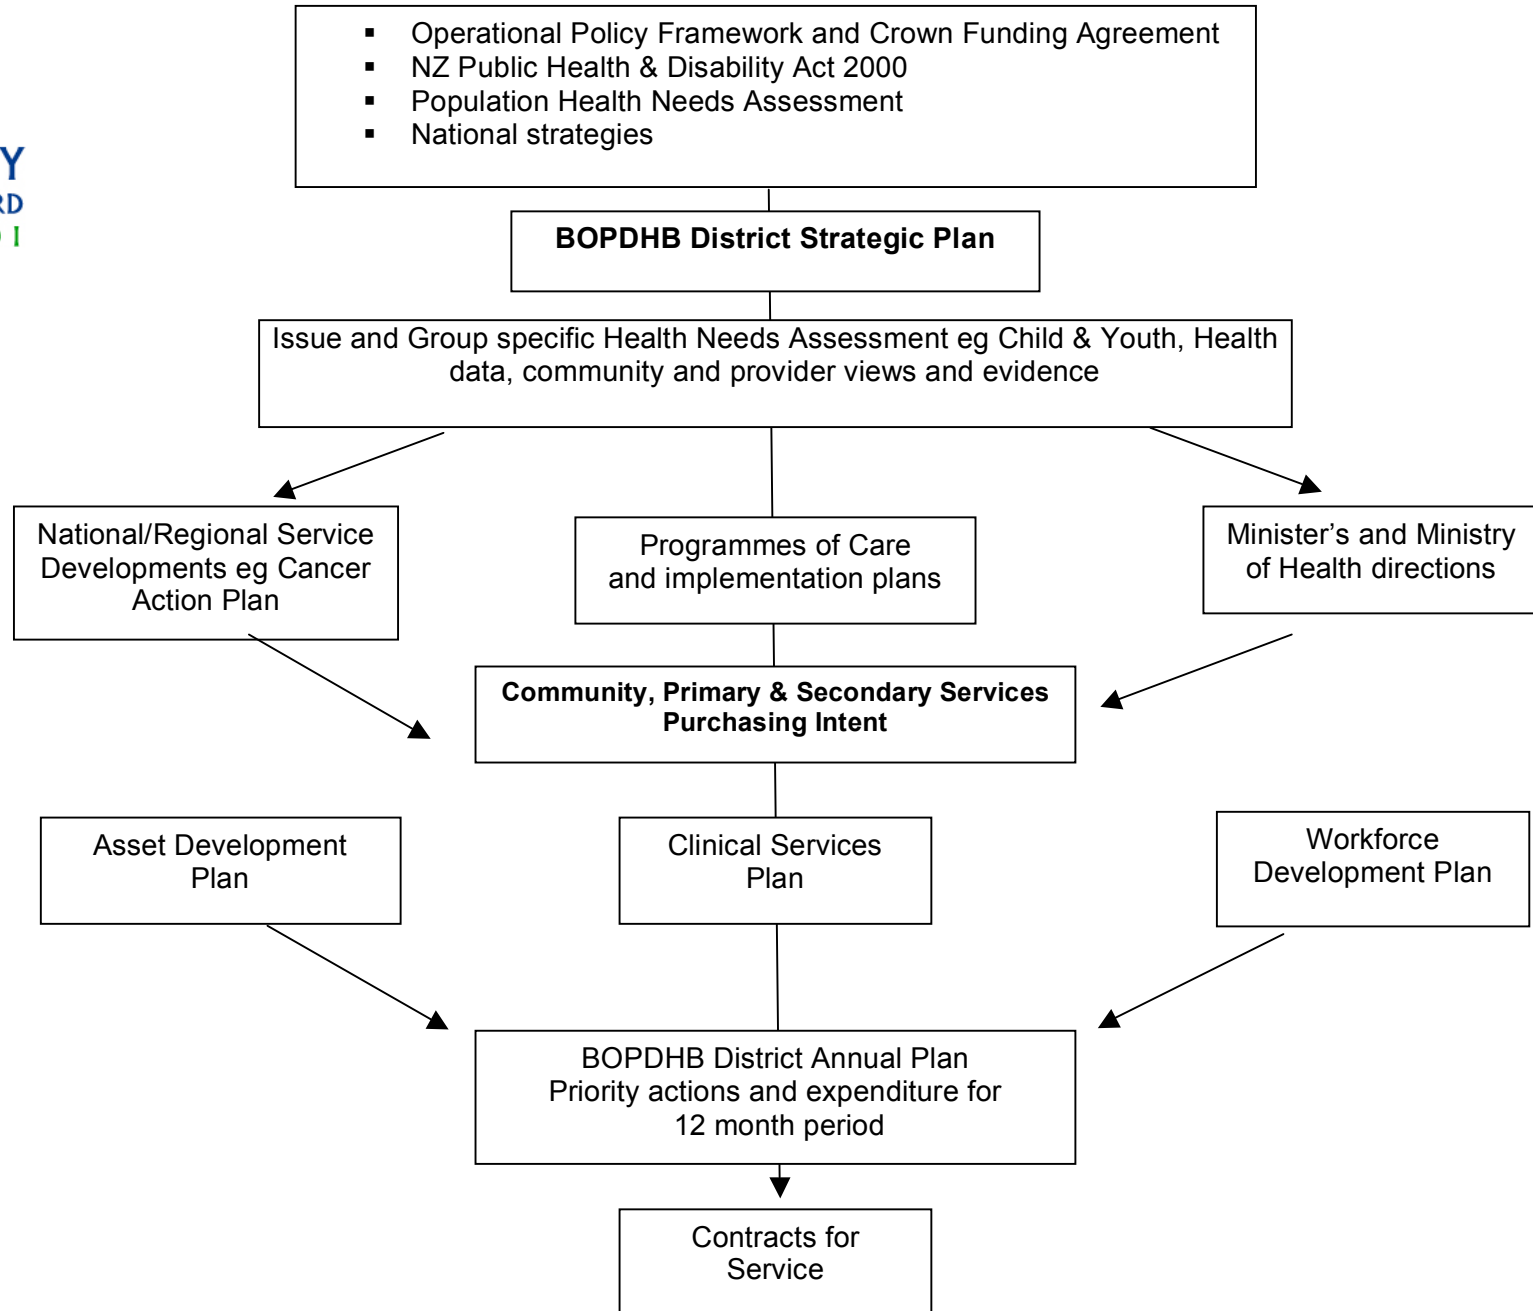 ▪ Operational Policy Framework and Crown Funding Agreement
▪ NZ Public Health & Disability Act 2000
▪ Population Health Needs Assessment
▪ National strategies
BOPDHB District Strategic Plan
Issue and Group specific Health Needs Assessment eg Child & Youth, Health
data, community and provider views and evidence
National/Regional Service
Developments eg Cancer
Action Plan
Programmes of Care
and implementation plans
Minister’s and Ministry
of Health directions
Community, Primary & Secondary Services
Purchasing Intent
Asset Development
Plan
Clinical Services
Plan
Workforce
Development Plan
BOPDHB District Annual Plan
Priority actions and expenditure for
12 month period
Contracts for
Service